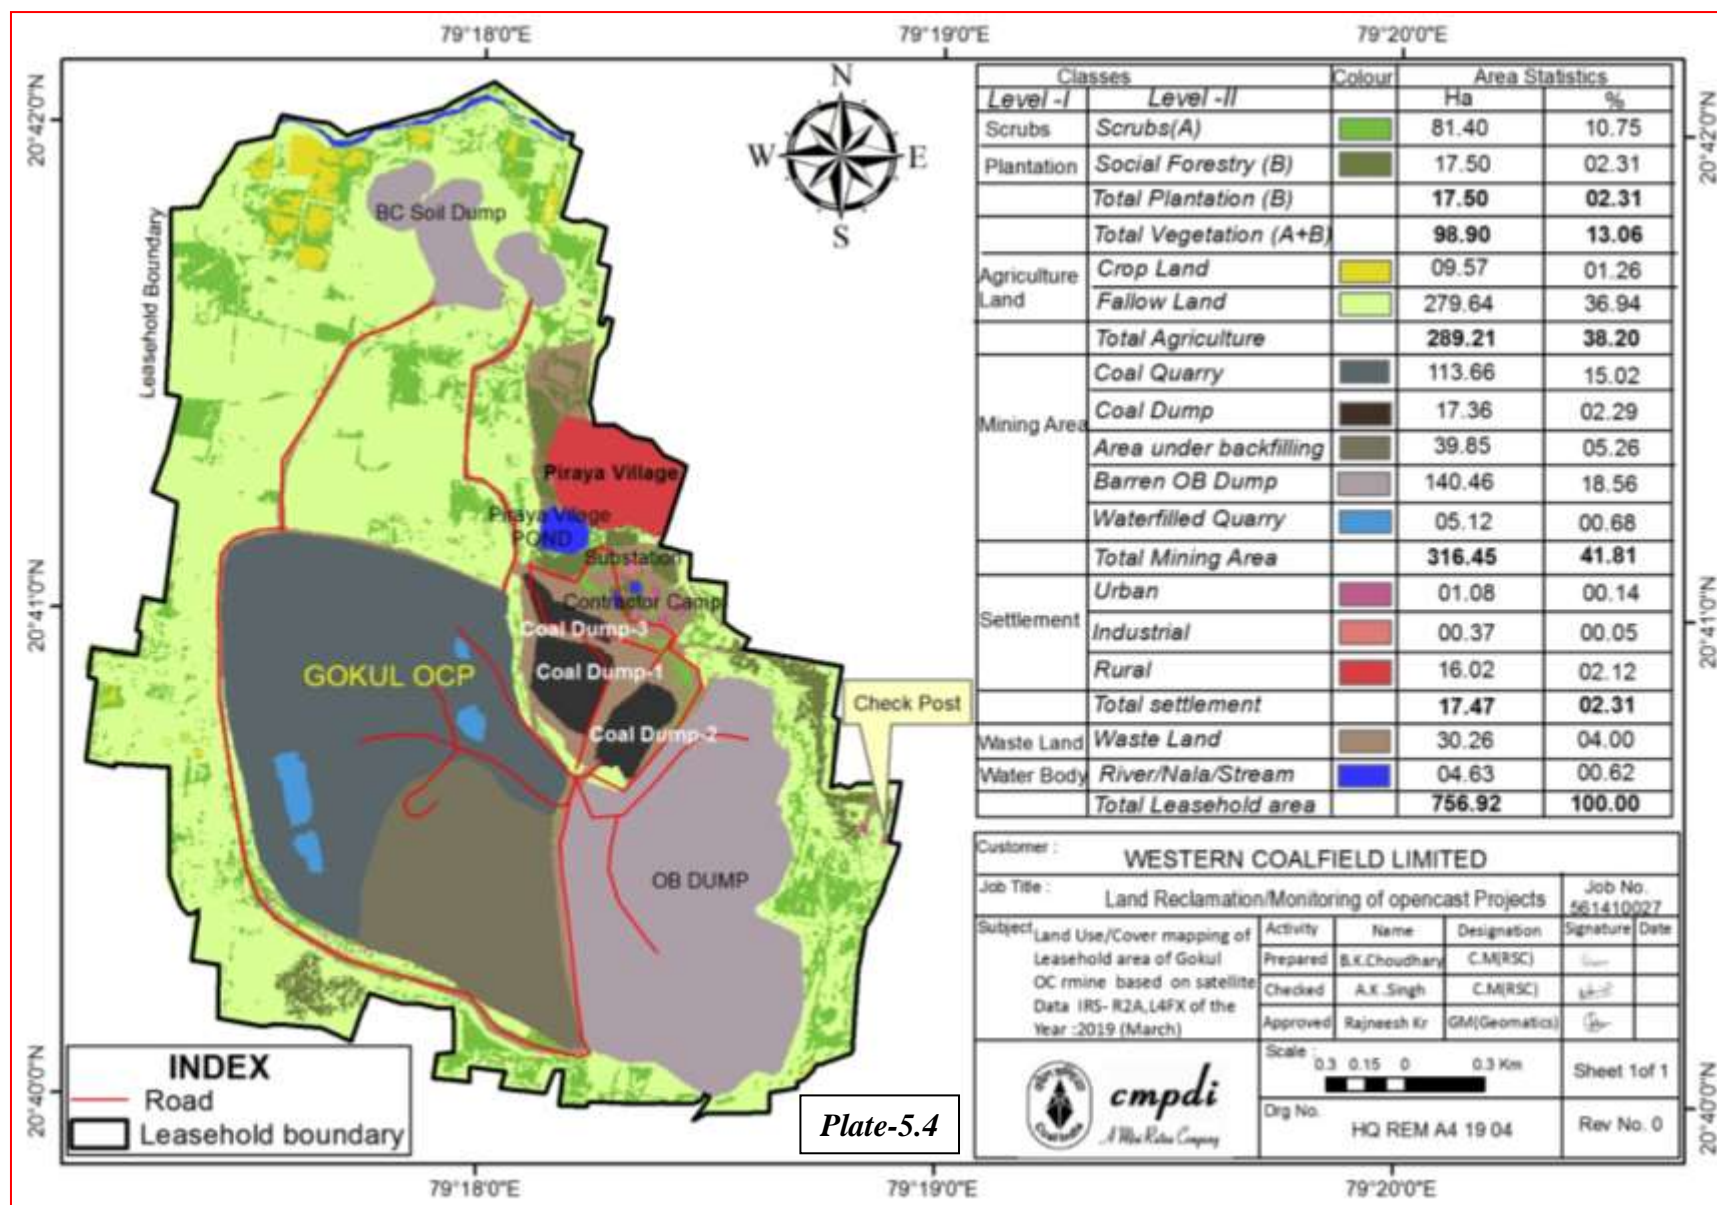 79°18'0"E 79°19'0"E 79°20'0"E
20°42'0"N
20°41'0"N
20°40'0"N
20°42'0"N
20°41'0"N
20°40'0"N
N
W E
S
BC Soil Dump
Leasehold Boundary
Piraya Village
Piraya Vilage
POND
Substation
Contractor Camp
Coal Dump-3
Coal Dump-1
Coal Dump-2
GOKUL OCP
Check Post
OB DUMP
INDEX
Road
Leasehold boundary
Plate-5.4
79°18'0"E 79°19'0"E 79°20'0"E
Classes Colour Area Statistics
Level -I Level -II Ha %
Scrubs Scrubs(A) 81.40 10.75
Plantation Social Forestry (B) 17.50 02.31
Total Plantation (B) 17.50 02.31
Total Vegetation (A+B) 98.90 13.06
Agriculture Land Crop Land 09.57 01.26
Fallow Land 279.64 36.94
Total Agriculture 289.21 38.20
Mining Area Coal Quarry 113.66 15.02
Coal Dump 17.36 02.29
Area under backfilling 39.85 05.26
Barren OB Dump 140.46 18.56
Waterfilled Quarry 05.12 00.68
Total Mining Area 316.45 41.81
Settlement Urban 01.08 00.14
Industrial 00.37 00.05
Rural 16.02 02.12
Total settlement 17.47 02.31
Waste Land Waste Land 30.26 04.00
Water Body River/Nala/Stream 04.63 00.62
Total Leasehold area 756.92 100.00
Customer : WESTERN COALFIELD LIMITED
Job Title : Land Reclamation/Monitoring of opencast Projects
Job No.
561410027
Subject Land Use/Cover mapping of
Leasehold area of Gokul
OC rmine based on satellite
Data IRS- R2A,L4FX of the
Year :2019 (March)
Activity Name Designation Signature Date
Prepared B.K.Choudhary C.M(RSC)
Checked A.K .Singh C.M(RSC)
Approved Rajneesh Kr GM(Geomatics)
Coal India
cmpdi
A Mini Ratna Company
Scale :
0.3 0.15 0 0.3 Km
Sheet 1of 1
Drg No.
HQ REM A4 19 04
Rev No. 0